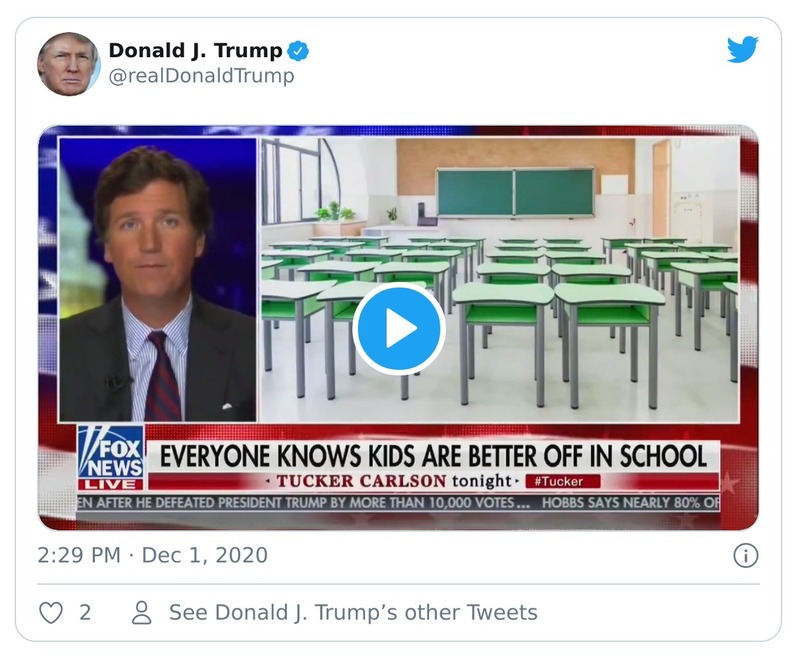 Donald J. Trump
@realDonaldTrump
FOX
NEWS
LIVE
EVERYONE KNOWS KIDS ARE BETTER OFF IN SCHOOL
· TUCKER CARLSON tonight · #Tucker
EN AFTER HE DEFEATED PRESIDENT TRUMP BY MORE THAN 10,000 VOTES... HOBBS SAYS NEARLY 80% OF
2:29 PM · Dec 1, 2020
2 See Donald J. Trump’s other Tweets